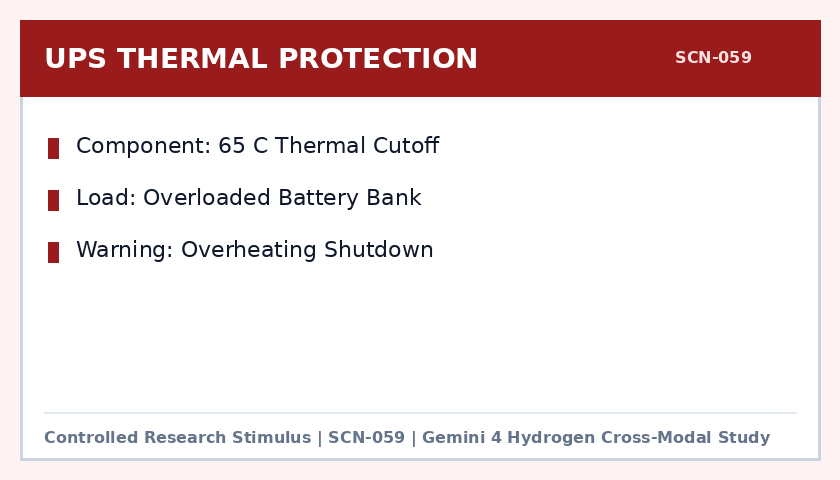 UPS THERMAL PROTECTION
SCN-059
Component: 65 C Thermal Cutoff
Load: Overloaded Battery Bank
Warning: Overheating Shutdown
Controlled Research Stimulus | SCN-059 | Gemini 4 Hydrogen Cross-Modal Study